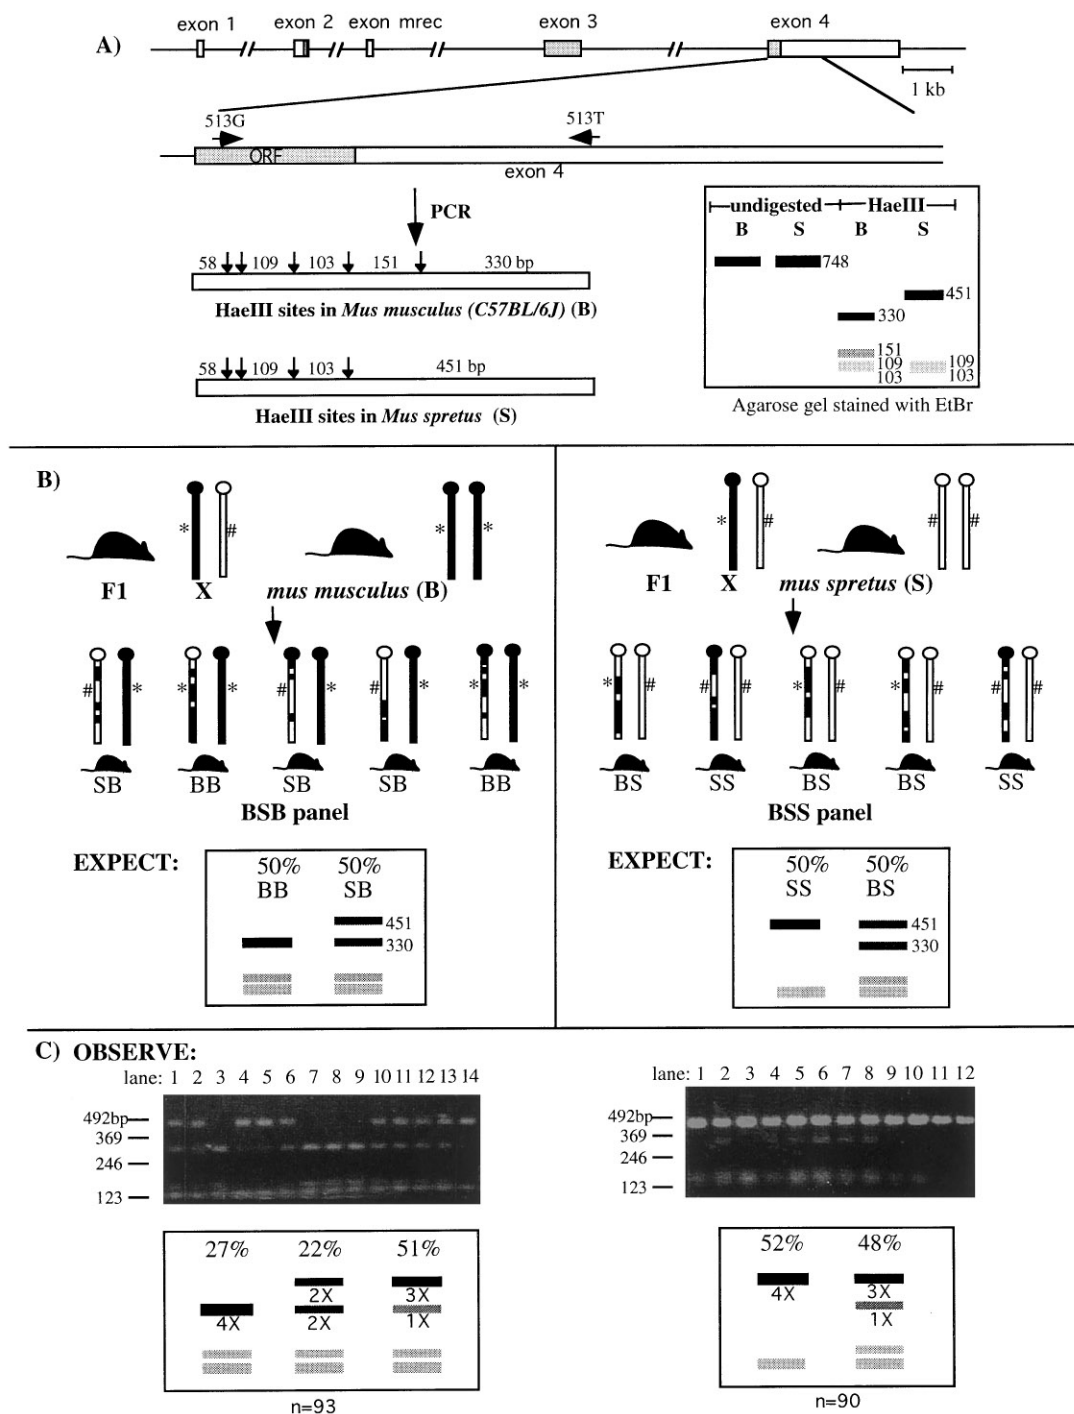 A)
exon 1 exon 2 exon mrec exon 3 exon 4
1 kb
513G 513T
ORF
exon 4
PCR
58 109 103 151 330 bp
HaeIII sites in Mus musculus (C57BL/6J) (B)
58 109 103 451 bp
HaeIII sites in Mus spretus (S)
undigested HaeIII
B S B S
748
451
330
151
109 109
103 103
Agarose gel stained with EtBr
B)
* # * *
F1 X mus musculus (B)
# * * * # * # * * *
SB BB SB SB BB
BSB panel
EXPECT:
50% 50%
BB SB
451
330
* # # #
F1 X mus spretus (S)
* # # # * # * # # #
BS SS BS BS SS
BSS panel
EXPECT:
50% 50%
SS BS
451
330
C) OBSERVE:
lane: 1 2 3 4 5 6 7 8 9 10 11 12 13 14
492bp
369
246
123
27% 22% 51%
2X 3X
4X 2X 1X
n=93
lane: 1 2 3 4 5 6 7 8 9 10 11 12
492bp
369
246
123
52% 48%
4X 3X
1X
n=90